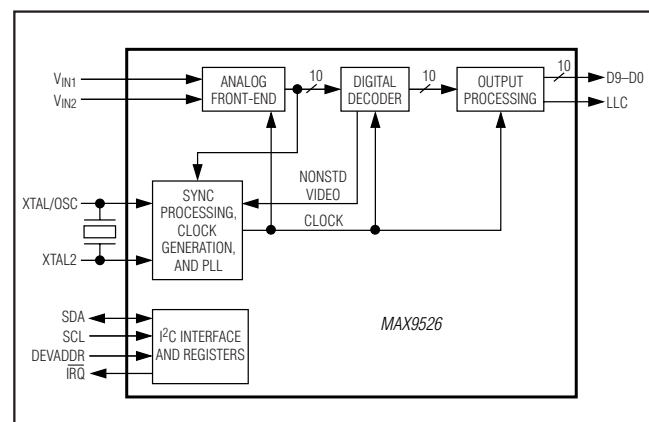 VIN1
VIN2
ANALOG
FRONT-END
10
DIGITAL
DECODER
10
OUTPUT
PROCESSING
10
D9–D0
LLC
XTAL/OSC
XTAL2
SYNC
PROCESSING,
CLOCK
GENERATION,
AND PLL
NONSTD
VIDEO
CLOCK
SDA
SCL
DEVADDR
IRQ
I2C INTERFACE
AND REGISTERS
MAX9526